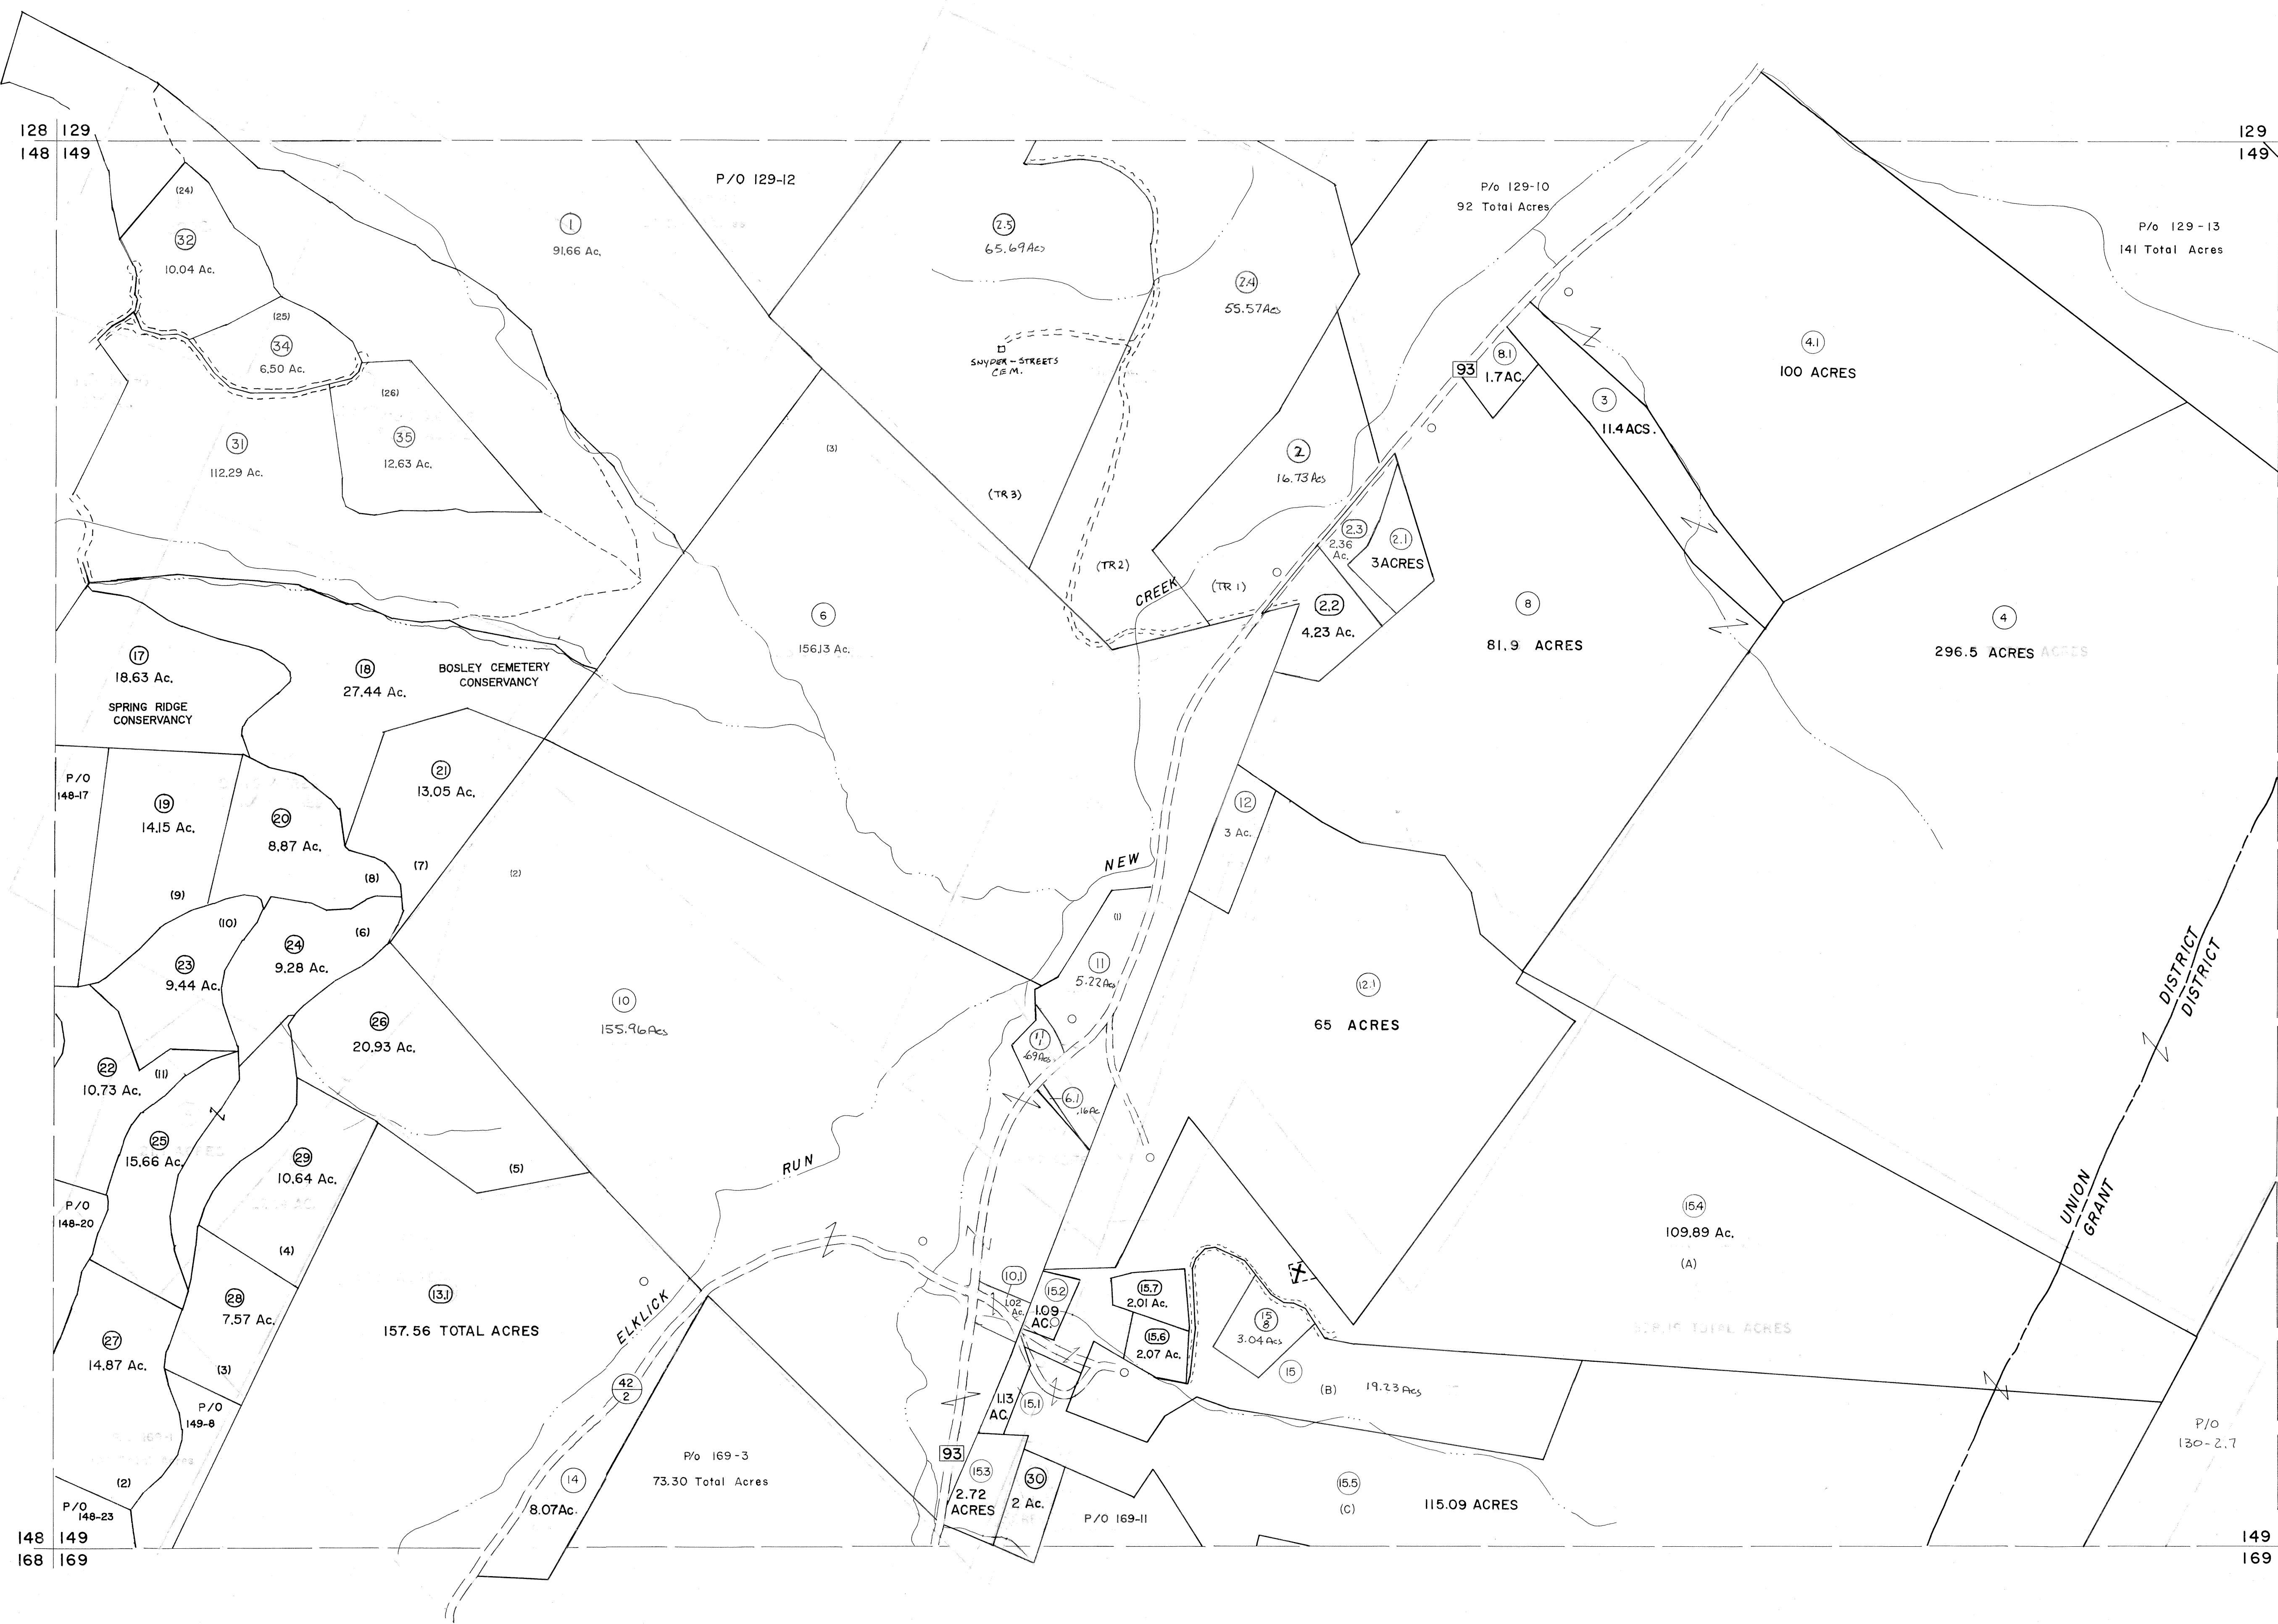 128 129
129
148 149
149
P/O 129-12
(24)
P/o 129-10
92 Total Acres
1
91.66 Ac.
2.5
65.69 Acs
P/o 129-13
141 Total Acres
32
10.04 Ac.
2.4
55.57 Acs
(25)
34
6.50 Ac.
SNYDER-STREETS
CEM.
93
8.1
1.7 AC.
4.1
100 ACRES
(26)
3
11.4 ACS.
31
112.29 Ac.
35
12.63 Ac.
(3)
2
16.73 Acs
(TR 3)
2.3
2.36
Ac.
2.1
3 ACRES
(TR 2)
(TR 1)
CREEK
2.2
4.23 Ac.
6
156.13 Ac.
8
81.9 ACRES
4
296.5 ACRES
17
18.63 Ac.
SPRING RIDGE
CONSERVANCY
18
27.44 Ac.
BOSLEY CEMETERY
CONSERVANCY
P/O
148-17
21
13.05 Ac.
19
14.15 Ac.
20
8.87 Ac.
12
3 Ac.
(7)
(8)
(2)
NEW
(9)
(10)
(6)
(1)
23
9.44 Ac.
24
9.28 Ac.
11
5.22 Acs
12.1
65 ACRES
DISTRICT
DISTRICT
10
155.96 Acs
26
20.93 Ac.
11
1
.69 Acs
22
10.73 Ac.
(11)
6.1
.16 Ac
25
15.66 Ac.
29
10.64 Ac.
(5)
RUN
P/O
148-20
(4)
15.4
109.89 Ac.
(A)
UNION
GRANT
28
7.57 Ac.
13.1
157.56 TOTAL ACRES
ELKLICK
10.1
1.02
Ac.
15.2
1.09
AC.
15.7
2.01 Ac.
15.6
2.07 Ac.
15
8
3.04 Acs
27
14.87 Ac.
(3)
42
2
15
(B) 19.23 Acs
P/O
149-8
1.13
AC.
15.1
P/O
130-2.7
93
P/o 169-3
73.30 Total Acres
(2)
14
8.07 Ac.
15.3
2.72
ACRES
30
2 Ac.
15.5
(C)
115.09 ACRES
P/O
148-23
P/O 169-11
148 149
149
168 169
169